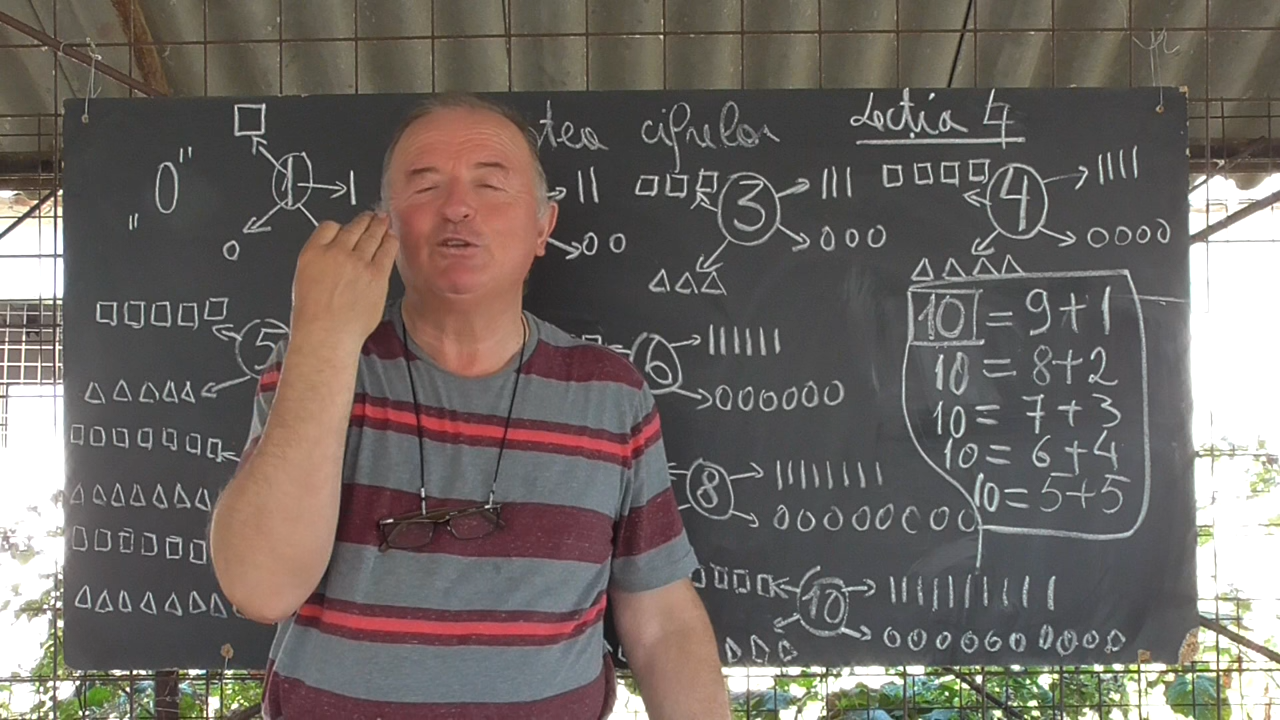 cifrelor Lecția 4
"0" 1 3 4
10 = 9+1
10 = 8+2
5 6
10 = 7+3
10 = 6+4
8 10 = 5+5
10